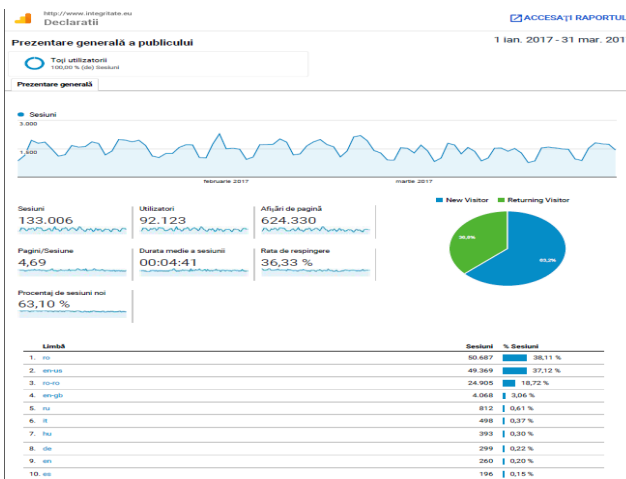 http://www.integritate.eu
Declaratii
ACCESAȚI RAPORTUL
Prezentare generală a publicului
1 ian. 2017 - 31 mar. 201
Toți utilizatorii
100,00 % (de) Sesiuni
Prezentare generală
Sesiuni
3.000
1.500
februarie 2017 martie 2017
New Visitor Returning Visitor
Sesiuni Utilizatori Afișări de pagină
133.006 92.123 624.330
Pagini/Sesiune Durata medie a sesiunii Rata de respingere
4,69 00:04:41 36,33 %
Procentaj de sesiuni noi
63,10 %
36,8%
63,2%
Limbă Sesiuni % Sesiuni
1. ro 50.687 38,11 %
2. en-us 49.369 37,12 %
3. ro-ro 24.905 18,72 %
4. en-gb 4.068 3,06 %
5. ru 812 0,61 %
6. it 498 0,37 %
7. hu 393 0,30 %
8. de 299 0,22 %
9. en 260 0,20 %
10. es 196 0,15 %